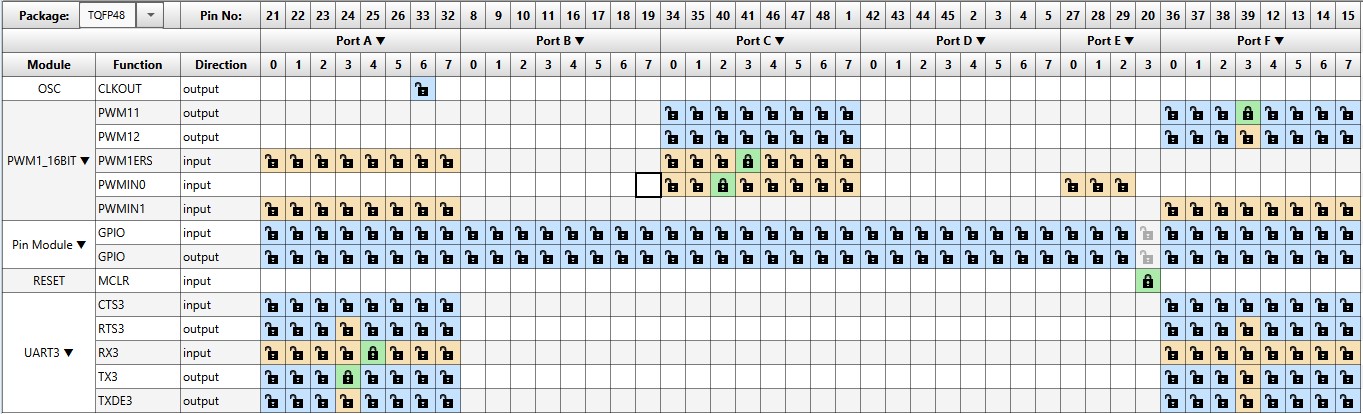 Package: TQFP48 Pin No: 21 22 23 24 25 26 33 32 8 9 10 11 16 17 18 19 34 35 40 41 46 47 48 1 42 43 44 45 2 3 4 5 27 28 29 20 36 37 38 39 12 13 14 15
Port A ▼ Port B ▼ Port C ▼ Port D ▼ Port E ▼ Port F ▼
Module Function Direction 0 1 2 3 4 5 6 7 0 1 2 3 4 5 6 7 0 1 2 3 4 5 6 7 0 1 2 3 4 5 6 7 0 1 2 3 0 1 2 3 4 5 6 7
OSC CLKOUT output
PWM11 output
PWM12 output
PWM1_16BIT ▼ PWM1ERS input
PWMIN0 input
PWMIN1 input
Pin Module ▼ GPIO input
GPIO output
RESET MCLR input
CTS3 input
RTS3 output
UART3 ▼ RX3 input
TX3 output
TXDE3 output